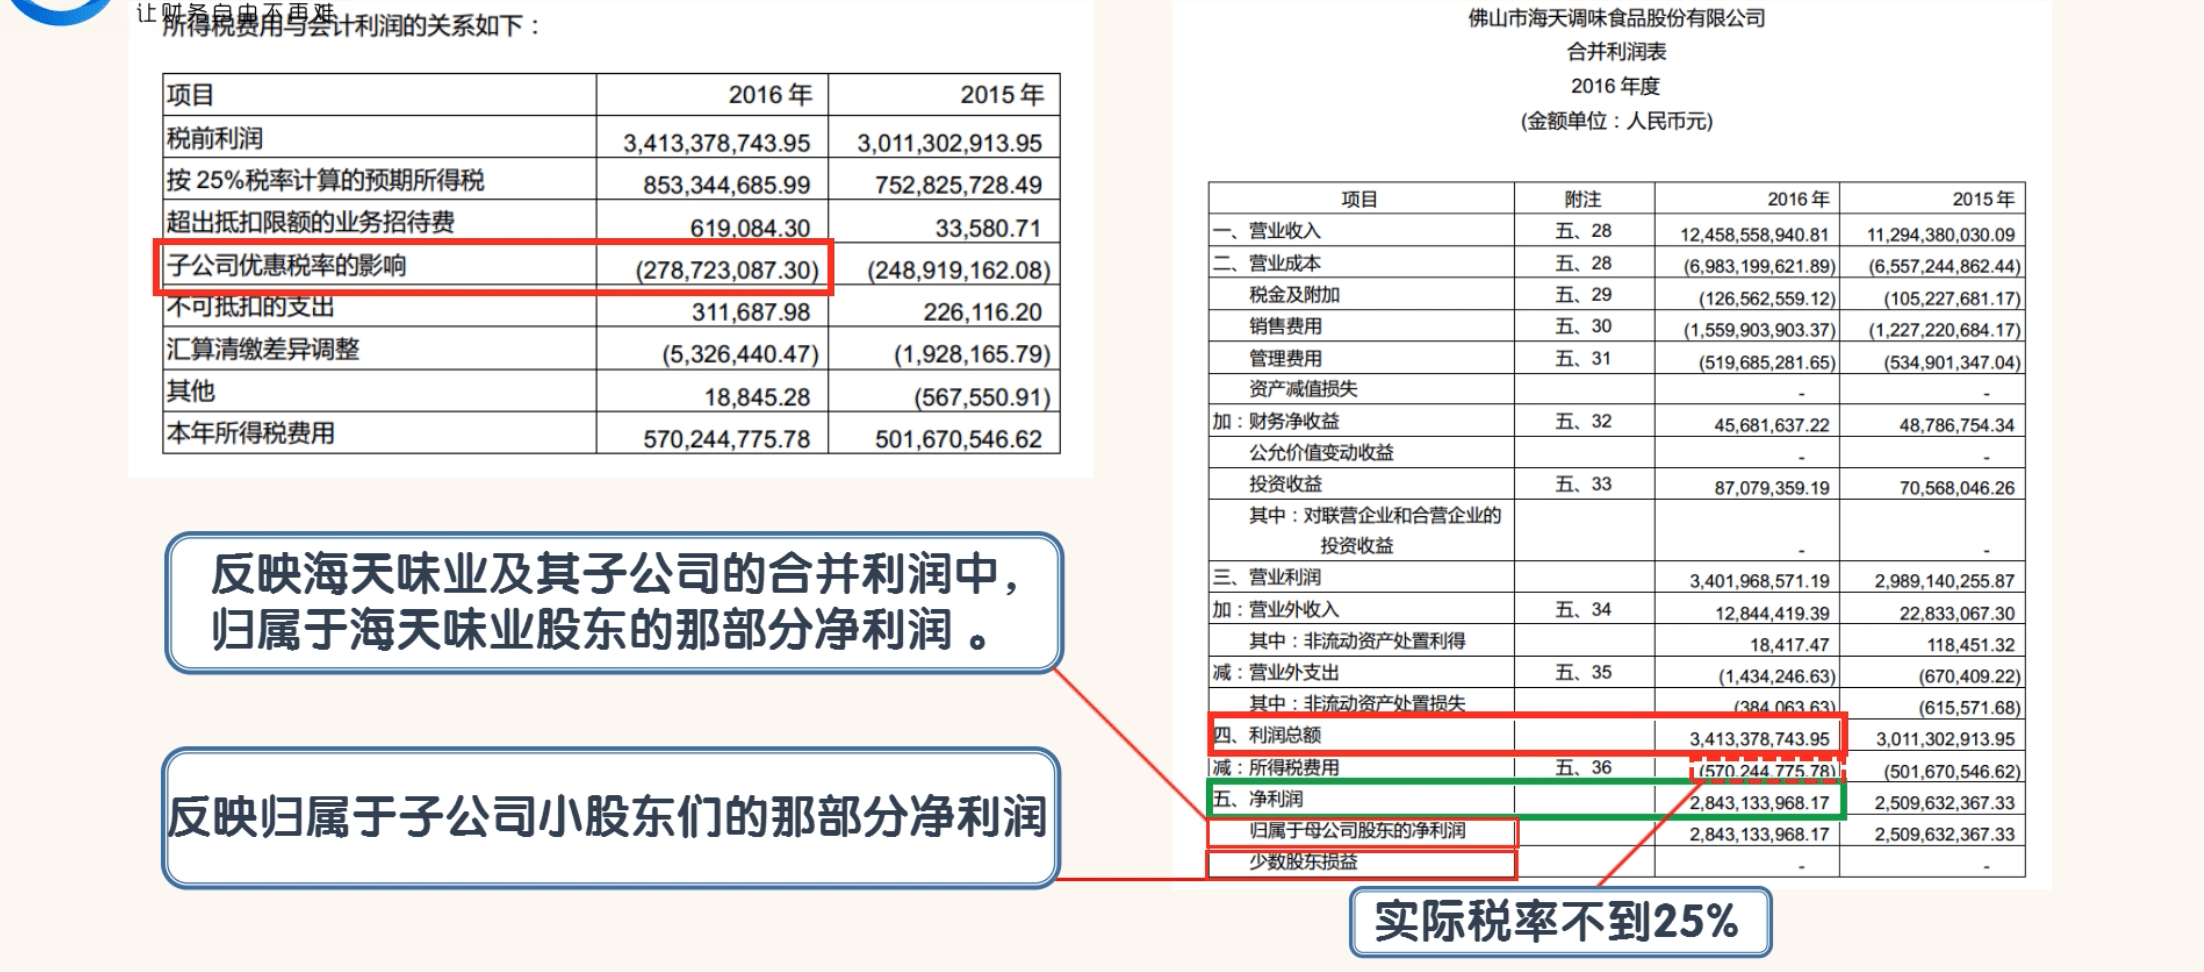 让财务自由不再难
所得税费用与会计利润的关系如下：
项目 2016 年 2015 年
税前利润 3,413,378,743.95 3,011,302,913.95
按 25%税率计算的预期所得税 853,344,685.99 752,825,728.49
超出抵扣限额的业务招待费 619,084.30 33,580.71
子公司优惠税率的影响 (278,723,087.30) (248,919,162.08)
不可抵扣的支出 311,687.98 226,116.20
汇算清缴差异调整 (5,326,440.47) (1,928,165.79)
其他 18,845.28 (567,550.91)
本年所得税费用 570,244,775.78 501,670,546.62
反映海天味业及其子公司的合并利润中，
归属于海天味业股东的那部分净利润 。
反映归属于子公司小股东们的那部分净利润
佛山市海天调味食品股份有限公司
合并利润表
2016 年度
(金额单位：人民币元)
项目 附注 2016 年 2015 年
一、营业收入 五、28 12,458,558,940.81 11,294,380,030.09
二、营业成本 五、28 (6,983,199,621.89) (6,557,244,862.44)
税金及附加 五、29 (126,562,559.12) (105,227,681.17)
销售费用 五、30 (1,559,903,903.37) (1,227,220,684.17)
管理费用 五、31 (519,685,281.65) (534,901,347.04)
资产减值损失 - -
加：财务净收益 五、32 45,681,637.22 48,786,754.34
公允价值变动收益 - -
投资收益 五、33 87,079,359.19 70,568,046.26
其中：对联营企业和合营企业的
投资收益 - -
三、营业利润 3,401,968,571.19 2,989,140,255.87
加：营业外收入 五、34 12,844,419.39 22,833,067.30
其中：非流动资产处置利得 18,417.47 118,451.32
减：营业外支出 五、35 (1,434,246.63) (670,409.22)
其中：非流动资产处置损失 (384,063.63) (615,571.68)
四、利润总额 3,413,378,743.95 3,011,302,913.95
减：所得税费用 五、36 (570,244,775.78) (501,670,546.62)
五、净利润 2,843,133,968.17 2,509,632,367.33
归属于母公司股东的净利润 2,843,133,968.17 2,509,632,367.33
少数股东损益 - -
实际税率不到25%